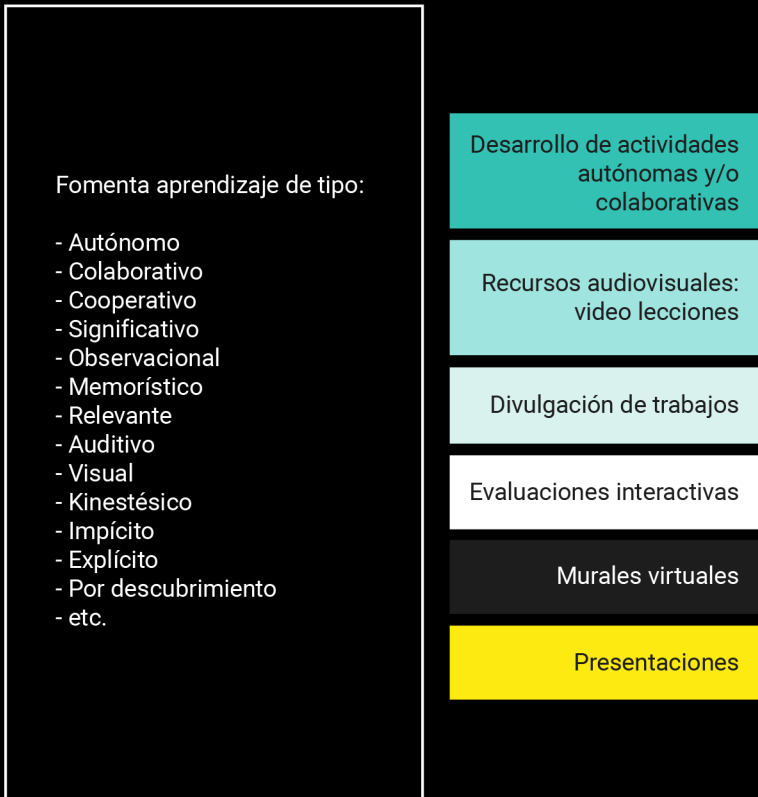 Fomenta aprendizaje de tipo:
- Autónomo
- Colaborativo
- Cooperativo
- Significativo
- Observacional
- Memorístico
- Relevante
- Auditivo
- Visual
- Kinestésico
- Impícito
- Explícito
- Por descubrimiento
- etc.
Desarrollo de actividades
autónomas y/o
colaborativas
Recursos audiovisuales:
video lecciones
Divulgación de trabajos
Evaluaciones interactivas
Murales virtuales
Presentaciones